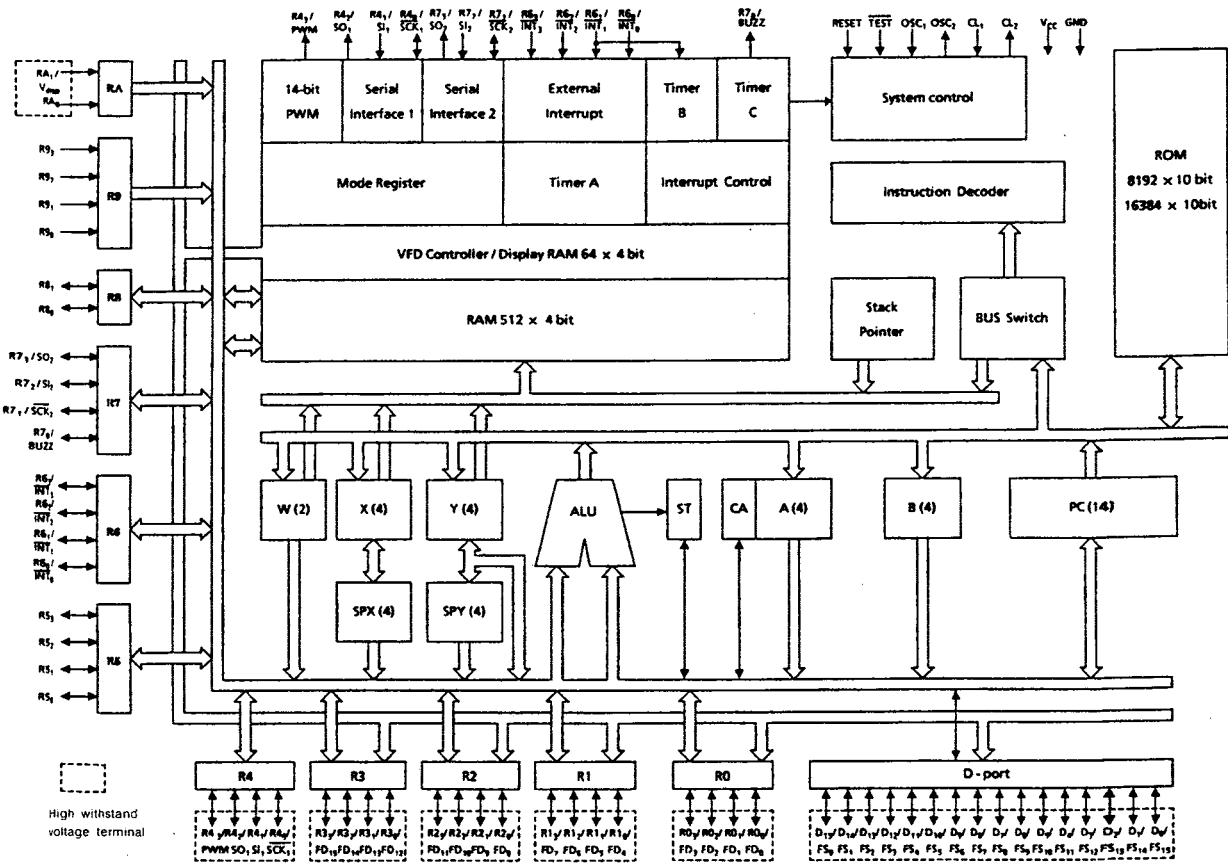 R4₃/ R4₂/ R4₁/ R4₀/ R7₃/ R7₂/ R7₁/ R6₃/ R6₂/ R6₁/ R6₀/ R7₀/
PWM SO₁ SI₁ SCK₁ SO₂ SI₂ SCK₂ INT₃ INT₂ INT₁ INT₀ BUZZ
RESET TEST OSC₁ OSC₂ CL₁ CL₂ VCC GND
RA₁/
RA₀
RA
14-bit
PWM
Serial
Interface 1
Serial
Interface 2
External
Interrupt
Timer
B
Timer
C
System control
ROM
8192 × 10 bit
16384 × 10bit
R9₁
R9₀
R9
Mode Register
Timer A
Interrupt Control
Instruction Decoder
VFD Controller / Display RAM 64 × 4 bit
R8₁
R8₀
R8
RAM 512 × 4 bit
Stack
Pointer
BUS Switch
R7₃/SO₂
R7₂/SI₂
R7₁/SCK₂
R7₀/
BUZZ
R7
W (2)
X (4)
Y (4)
ALU
ST
CA
A (4)
B (4)
PC (14)
R6₁/
INT₁
R6₀/
INT₀
R6
SPX (4)
SPY (4)
R5₃
R5₂
R5₁
R5₀
R5
R4
R3
R2
R1
R0
D - port
High withstand
voltage terminal
R4₃/ R4₂/ R4₁/ R4₀/
PWM SO₁ SI₁ SCK₁
R3₃/ R3₂/ R3₁/ R3₀/
FD₁₅ FD₁₄ FD₁₃ FD₁₂
R2₃/ R2₂/ R2₁/ R2₀/
FD₁₁ FD₁₀ FD₉ FD₈
R1₃/ R1₂/ R1₁/ R1₀/
FD₇ FD₆ FD₅ FD₄
R0₃/ R0₂/ R0₁/ R0₀/
FD₃ FD₂ FD₁ FD₀
D₁₅/ D₁₄/ D₁₃/ D₁₂/ D₁₁/ D₁₀/ D₉/ D₈/ D₇/ D₆/ D₅/ D₄/ D₃/ D₂/ D₁/ D₀/
FS₀ FS₁ FS₂ FS₃ FS₄ FS₅ FS₆ FS₇ FS₈ FS₉ FS₁₀ FS₁₁ FS₁₂ FS₁₃ FS₁₄ FS₁₅